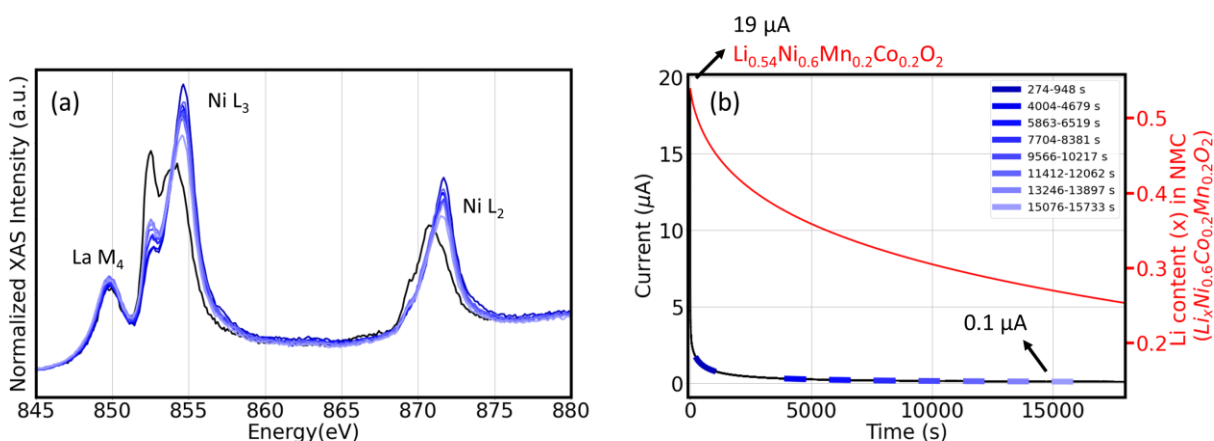 (a)
Ni L3
Ni L2
La M4
Normalized XAS Intensity (a.u.)
845 850 855 860 865 870 875 880
Energy(eV)
19 µA
Li0.54Ni0.6Mn0.2Co0.2O2
(b)
20
15
10
5
0
Current (µA)
274-948 s
4004-4679 s
5863-6519 s
7704-8381 s
9566-10217 s
11412-12062 s
13246-13897 s
15076-15733 s
0.1 µA
0.5
0.4
0.3
0.2
Li content (x) in NMC
(LixNi0.6Co0.2Mn0.2O2)
0 5000 10000 15000
Time (s)